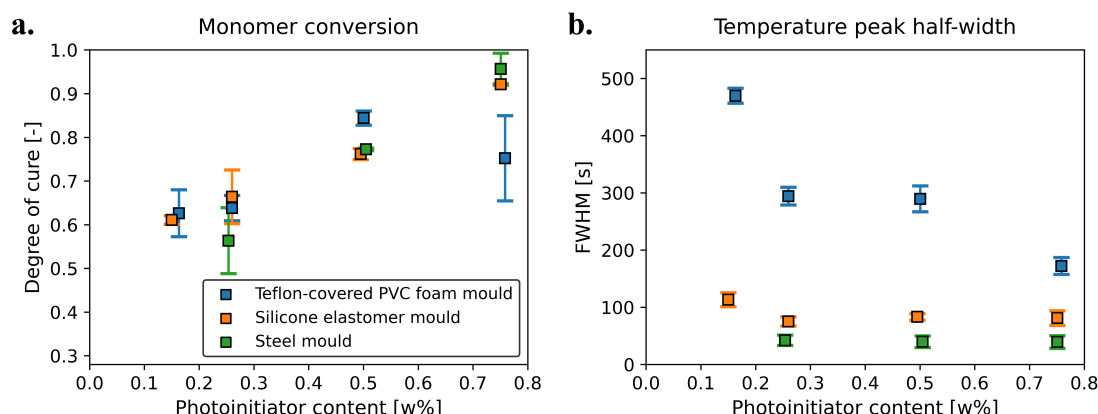 a.
Monomer conversion
1.0
0.9
0.8
0.7
0.6
0.5
0.4
0.3
Degree of cure [-]
Teflon-covered PVC foam mould
Silicone elastomer mould
Steel mould
0.0 0.1 0.2 0.3 0.4 0.5 0.6 0.7 0.8
Photoinitiator content [w%]
b.
Temperature peak half-width
500
400
300
200
100
0
FWHM [s]
0.0 0.1 0.2 0.3 0.4 0.5 0.6 0.7 0.8
Photoinitiator content [w%]